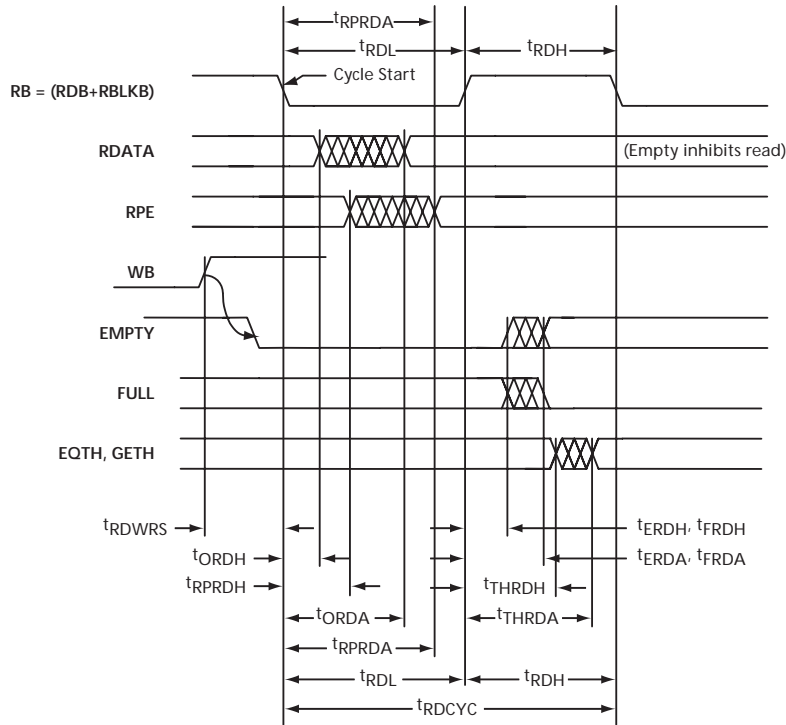 tRPRDA
tRDL tRDH
Cycle Start
RB = (RDB+RBLKB)
RDATA (Empty inhibits read)
RPE
WB
EMPTY
FULL
EQTH, GETH
tRDWRS tERDH, tFRDH
tORDH tERDA, tFRDA
tRPRDH tTHRDH
tORDA tTHRDA
tRPRDA
tRDL tRDH
tRDCYC